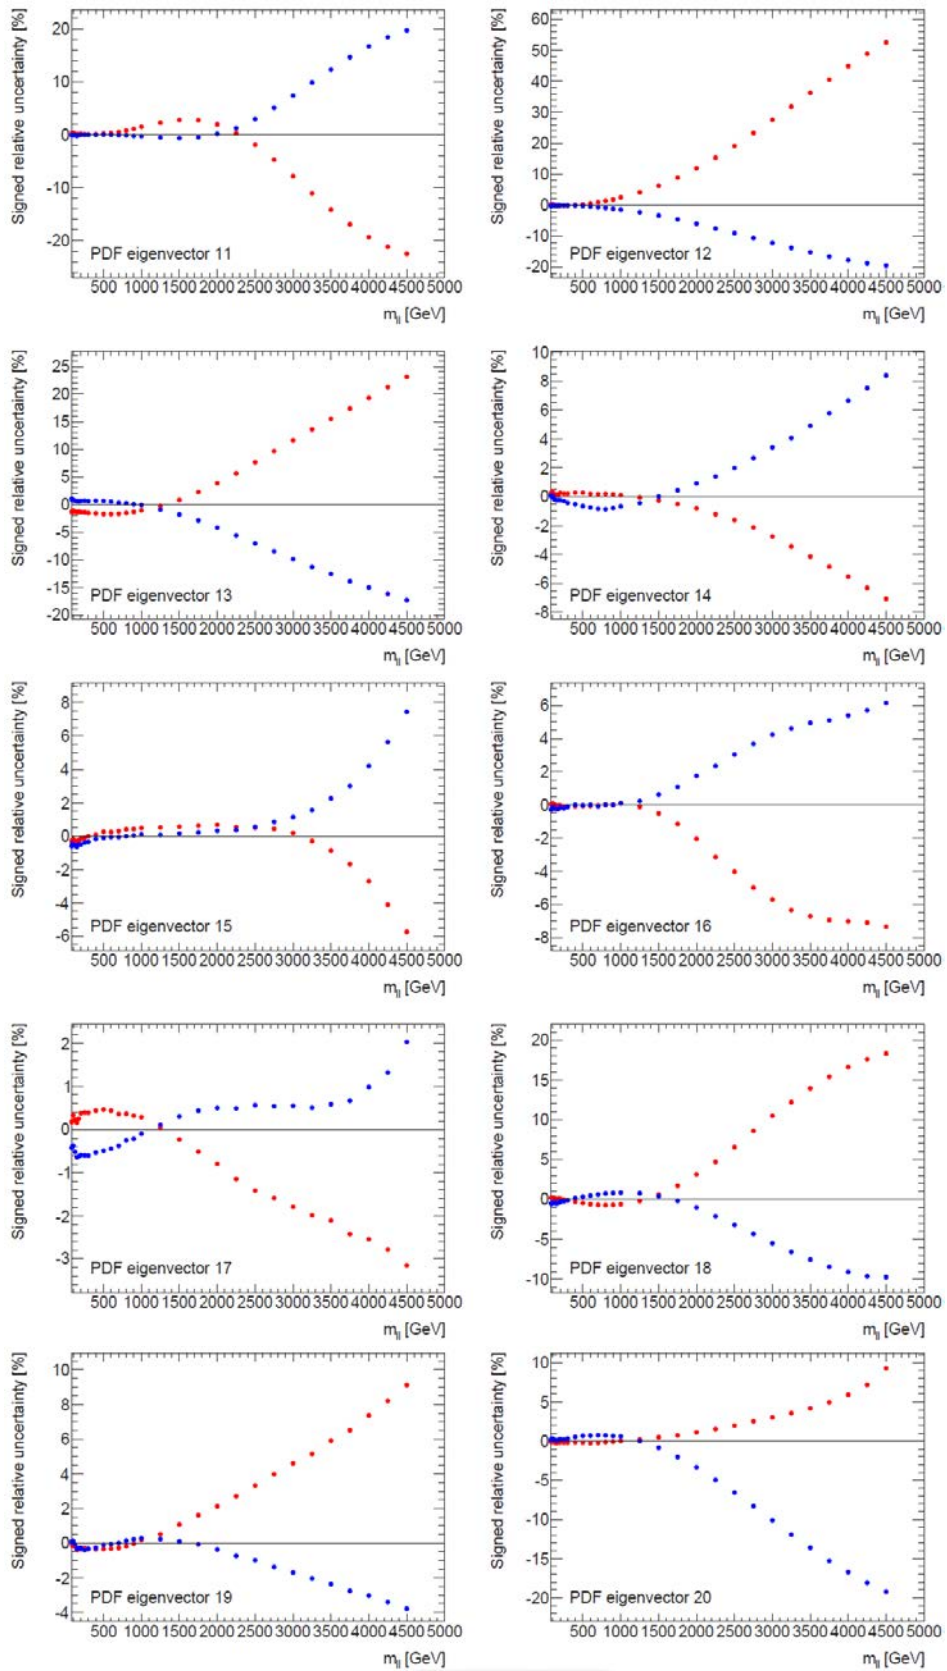 Signed relative uncertainty [%]
20
10
0
-10
-20
PDF eigenvector 11
500 1000 1500 2000 2500 3000 3500 4000 4500 5000
m_ll [GeV]
Signed relative uncertainty [%]
60
50
40
30
20
10
0
-10
-20
PDF eigenvector 12
500 1000 1500 2000 2500 3000 3500 4000 4500 5000
m_ll [GeV]
Signed relative uncertainty [%]
25
20
15
10
5
0
-5
-10
-15
-20
PDF eigenvector 13
500 1000 1500 2000 2500 3000 3500 4000 4500 5000
m_ll [GeV]
Signed relative uncertainty [%]
10
8
6
4
2
0
-2
-4
-6
-8
PDF eigenvector 14
500 1000 1500 2000 2500 3000 3500 4000 4500 5000
m_ll [GeV]
Signed relative uncertainty [%]
8
6
4
2
0
-2
-4
-6
PDF eigenvector 15
500 1000 1500 2000 2500 3000 3500 4000 4500 5000
m_ll [GeV]
Signed relative uncertainty [%]
6
4
2
0
-2
-4
-6
-8
PDF eigenvector 16
500 1000 1500 2000 2500 3000 3500 4000 4500 5000
m_ll [GeV]
Signed relative uncertainty [%]
2
1
0
-1
-2
-3
PDF eigenvector 17
500 1000 1500 2000 2500 3000 3500 4000 4500 5000
m_ll [GeV]
Signed relative uncertainty [%]
20
15
10
5
0
-5
-10
PDF eigenvector 18
500 1000 1500 2000 2500 3000 3500 4000 4500 5000
m_ll [GeV]
Signed relative uncertainty [%]
10
8
6
4
2
0
-2
-4
PDF eigenvector 19
500 1000 1500 2000 2500 3000 3500 4000 4500 5000
m_ll [GeV]
Signed relative uncertainty [%]
10
5
0
-5
-10
-15
-20
PDF eigenvector 20
500 1000 1500 2000 2500 3000 3500 4000 4500 5000
m_ll [GeV]